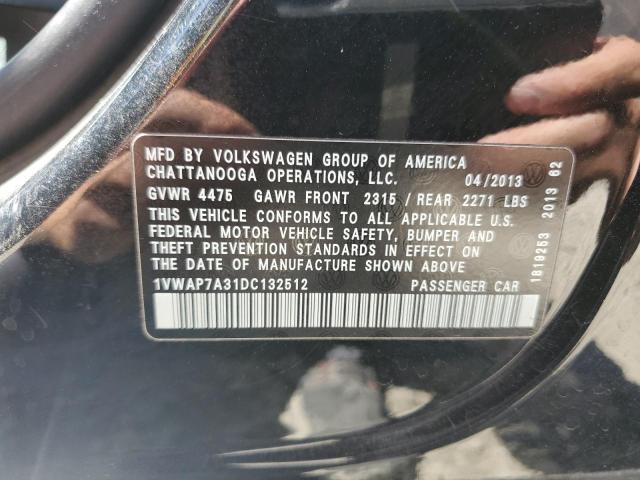 MFD BY VOLKSWAGEN GROUP OF AMERICA
CHATTANOOGA OPERATIONS, LLC. 04/2013
GVWR 4475 GAWR FRONT 2315 / REAR 2271 LBS
THIS VEHICLE CONFORMS TO ALL APPLICABLE U.S.
FEDERAL MOTOR VEHICLE SAFETY, BUMPER AND
THEFT PREVENTION STANDARDS IN EFFECT ON
THE DATE OF MANUFACTURE SHOWN ABOVE
1VWAP7A31DC132512 PASSENGER CAR
1819253 2013 62